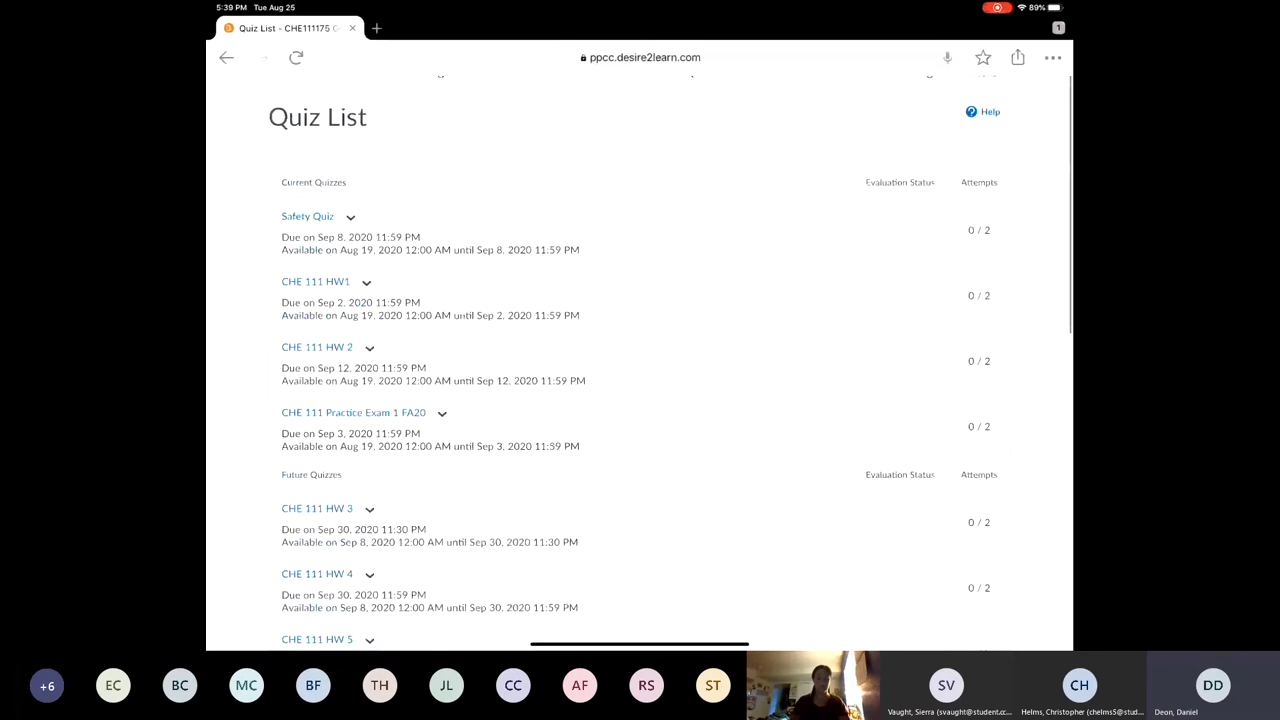 5:39 PM Tue Aug 25
89%
Quiz List - CHE111175 G
1
ppcc.desire2learn.com
Quiz List
Help
Current Quizzes
Evaluation Status
Attempts
Safety Quiz
0 / 2
Due on Sep 8, 2020 11:59 PM
Available on Aug 19, 2020 12:00 AM until Sep 8, 2020 11:59 PM
CHE 111 HW1
0 / 2
Due on Sep 2, 2020 11:59 PM
Available on Aug 19, 2020 12:00 AM until Sep 2, 2020 11:59 PM
CHE 111 HW 2
0 / 2
Due on Sep 12, 2020 11:59 PM
Available on Aug 19, 2020 12:00 AM until Sep 12, 2020 11:59 PM
CHE 111 Practice Exam 1 FA20
0 / 2
Due on Sep 3, 2020 11:59 PM
Available on Aug 19, 2020 12:00 AM until Sep 3, 2020 11:59 PM
Future Quizzes
Evaluation Status
Attempts
CHE 111 HW 3
0 / 2
Due on Sep 30, 2020 11:30 PM
Available on Sep 8, 2020 12:00 AM until Sep 30, 2020 11:30 PM
CHE 111 HW 4
0 / 2
Due on Sep 30, 2020 11:59 PM
Available on Sep 8, 2020 12:00 AM until Sep 30, 2020 11:59 PM
CHE 111 HW 5
+6
EC
BC
MC
BF
TH
JL
CC
AF
RS
ST
SV
CH
DD
Vaught, Sierra (svaught@student.cc...
Helms, Christopher (chelms5@stud...
Deon, Daniel